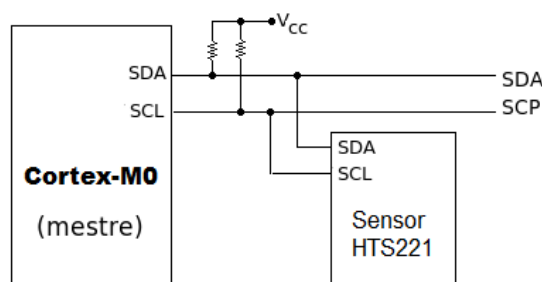 VCC
SDA
SDA
SCL
SCP
Cortex-M0
(mestre)
SDA
SCL
Sensor
HTS221